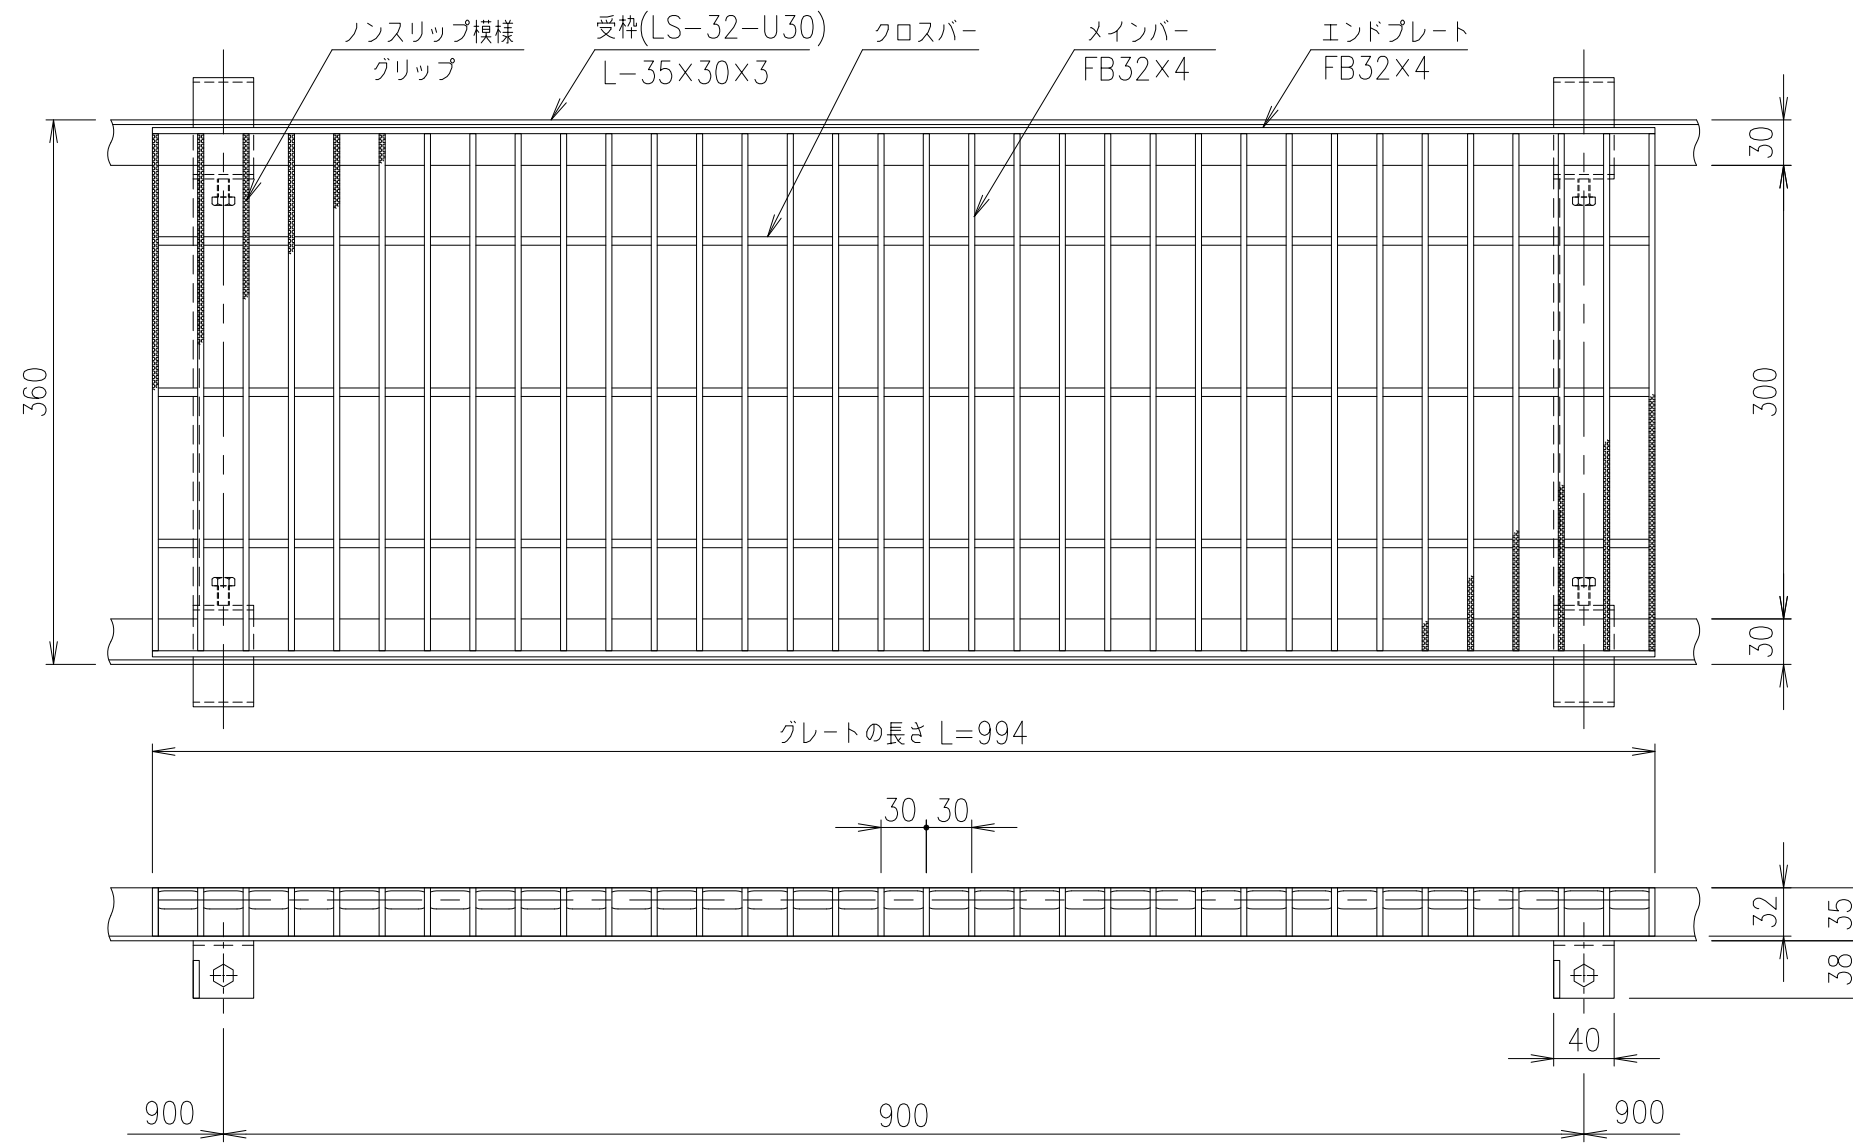 ノンスリップ模様
グリップ
受枠(LS-32-U30)
L-35×30×3
クロスバー
メインバー
FB32×4
エンドプレート
FB32×4
30
360
300
30
グレートの長さ L=994
30
30
32
35
38
40
900
900
900